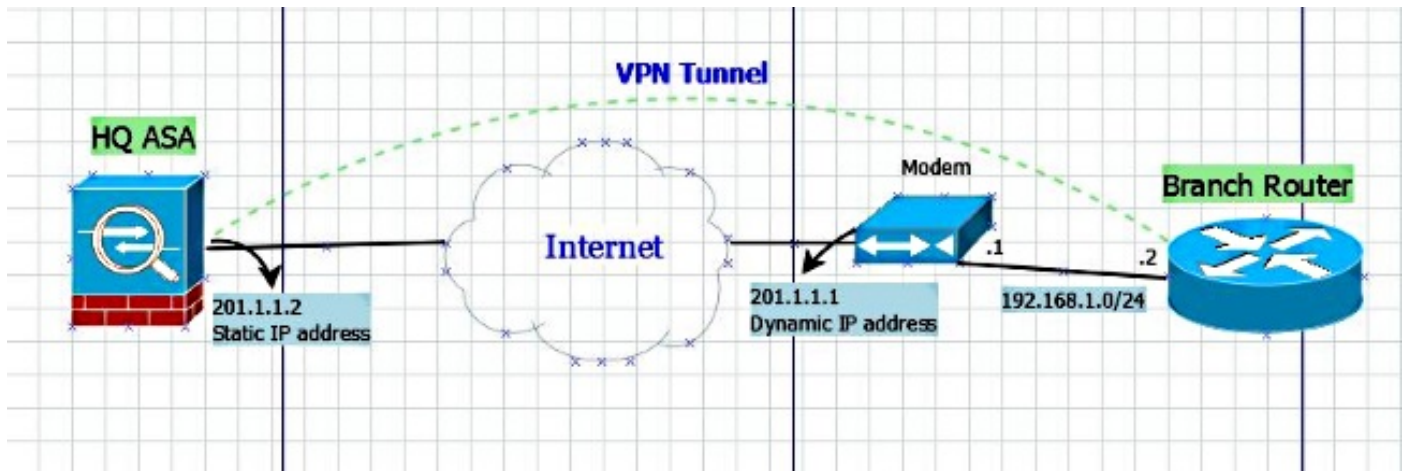 VPN Tunnel
HQ ASA
Modem
Branch Router
Internet
.1
.2
201.1.1.2
Static IP address
201.1.1.1
Dynamic IP address
192.168.1.0/24